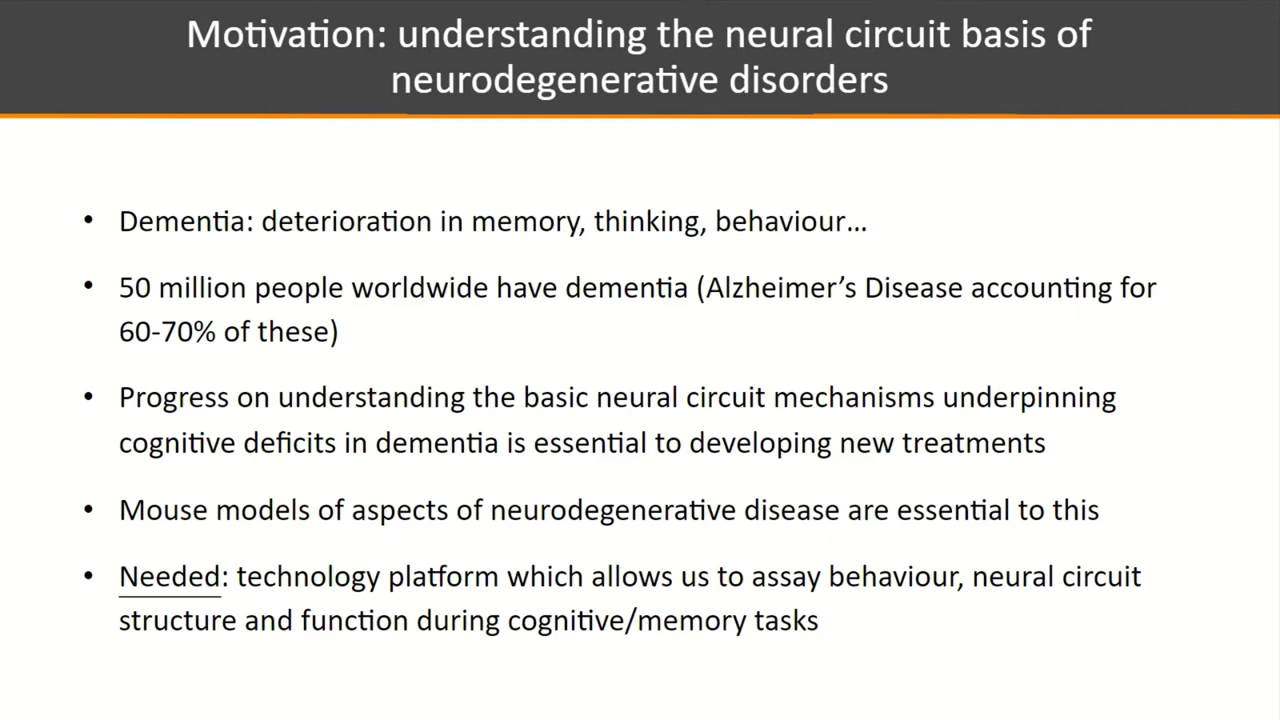 Motivation: understanding the neural circuit basis of
neurodegenerative disorders
• Dementia: deterioration in memory, thinking, behaviour…
• 50 million people worldwide have dementia (Alzheimer’s Disease accounting for
60-70% of these)
• Progress on understanding the basic neural circuit mechanisms underpinning
cognitive deficits in dementia is essential to developing new treatments
• Mouse models of aspects of neurodegenerative disease are essential to this
• Needed: technology platform which allows us to assay behaviour, neural circuit
structure and function during cognitive/memory tasks